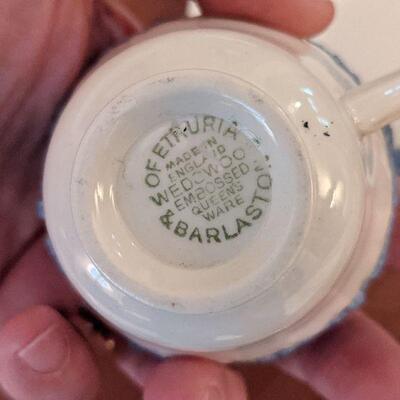 OF ETRURIA
MADE IN
ENGLAND
WEDGWOOD
EMBOSSED
QUEENS
WARE
& BARLASTON